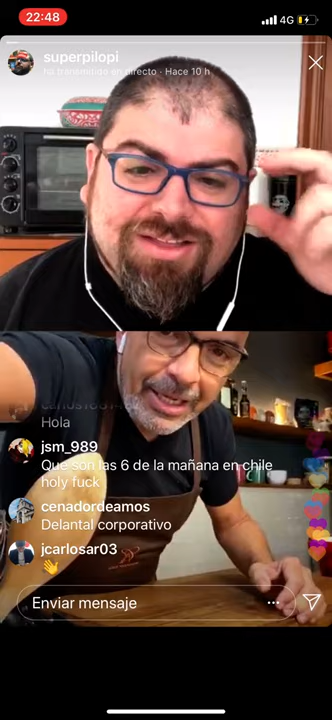 22:48
4G
superpilopi
ha transmitido en directo · Hace 10 h
Hola
jsm_989
Que son las 6 de la mañana en chile
holy fuck
cenadordeamos
Delantal corporativo
jcarlosar03
👋
Enviar mensaje